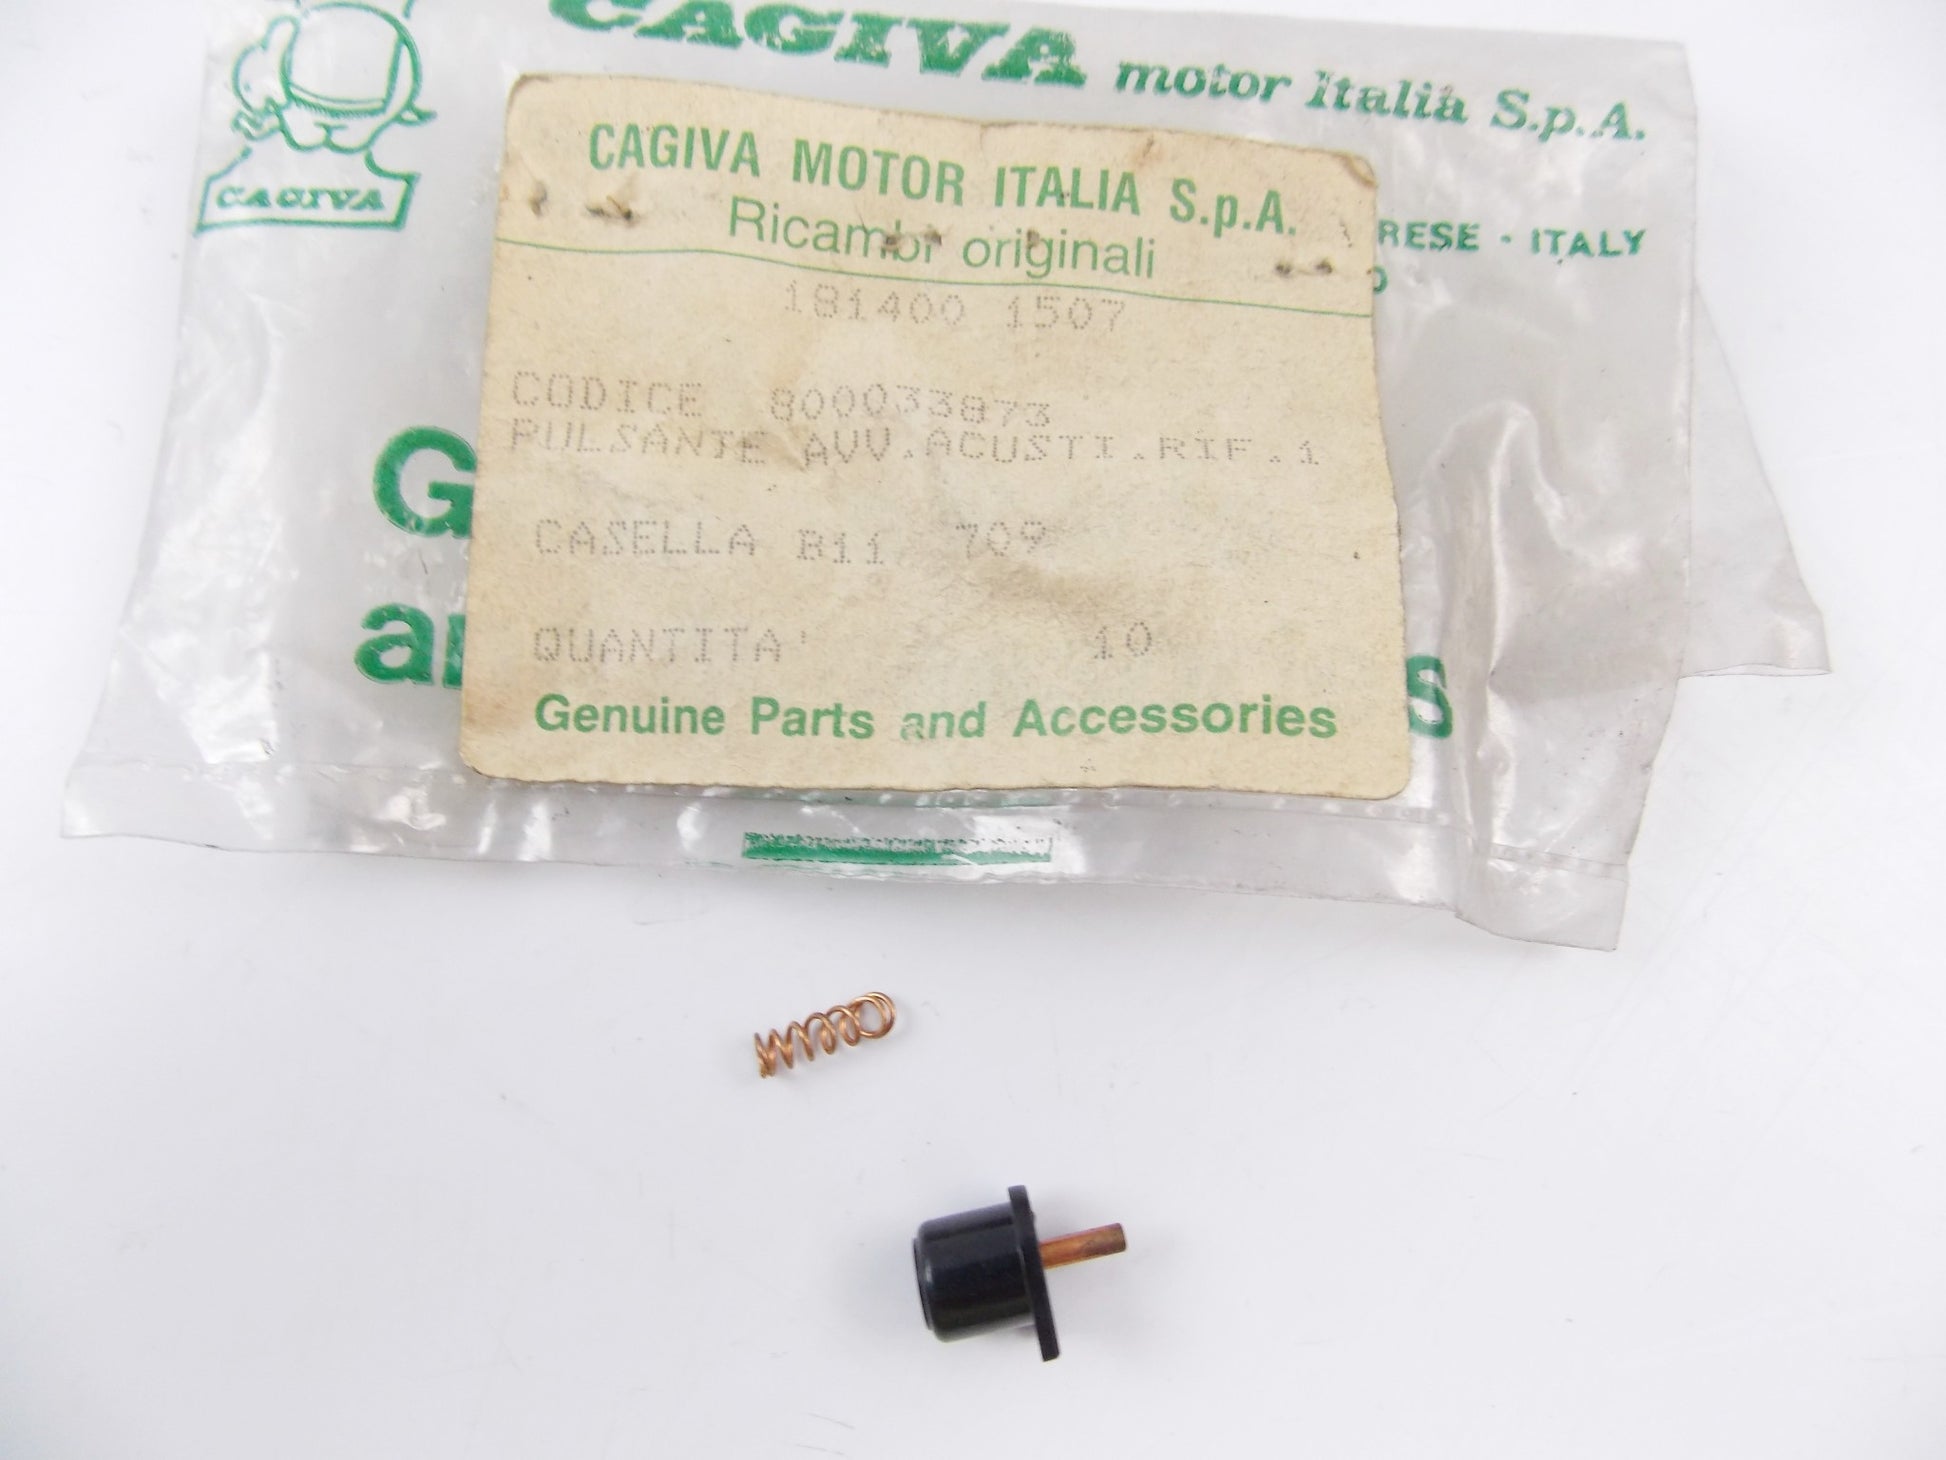 CAGIVA motor Italia S.p.A.
CAGIVA
RESE - ITALY
CAGIVA MOTOR ITALIA S.p.A.
Ricambi originali
181400 1507
CODICE 800033873
PULSANTE AVV.ACUSTI.RIF.1
CASELLA B11 709
QUANTITA' 10
Genuine Parts and Accessories
G
a
S